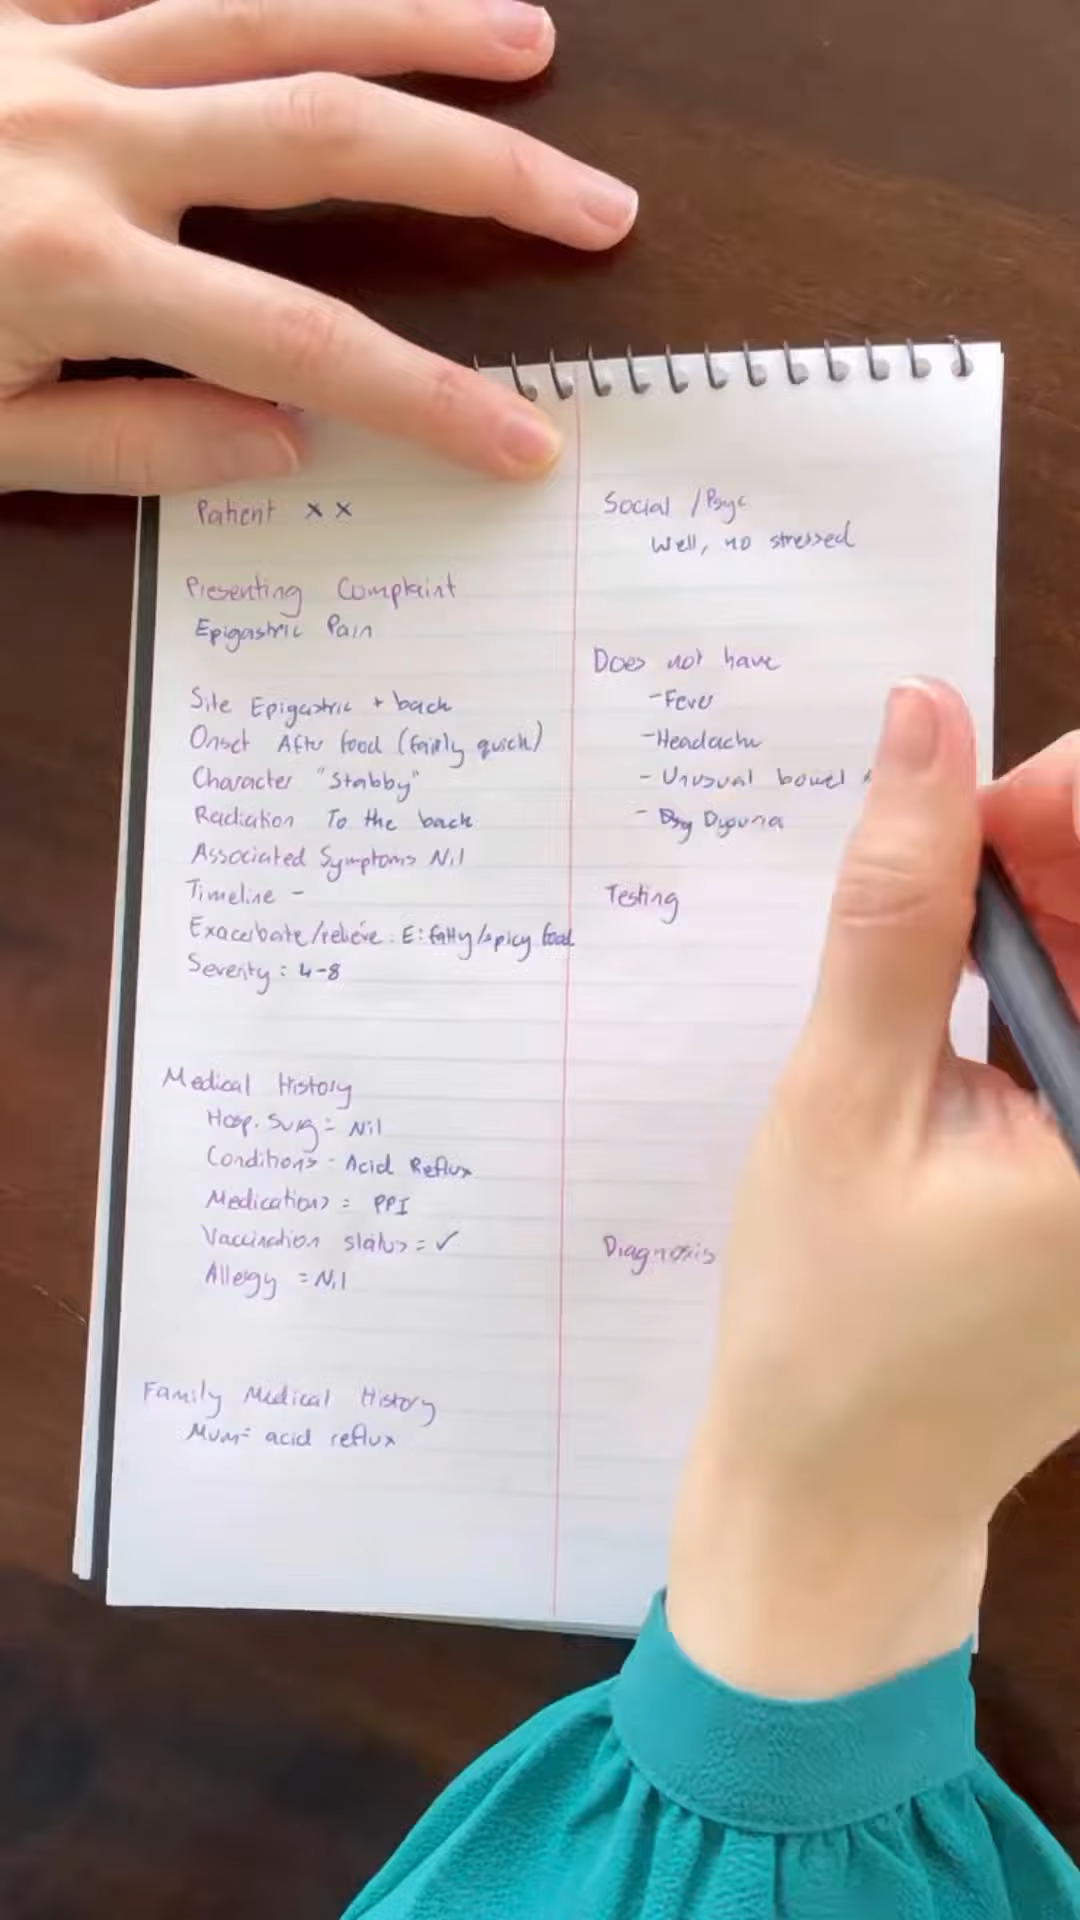 Patient x x
Presenting Complaint
Epigastric Pain
Site Epigastric + back
Onset After food (fairly quick)
Character "Stabby"
Radiation To the back
Associated Symptoms Nil
Timeline -
Exacerbate/relieve: E: fatty/spicy food
Severity: 4-8
Medical History
Hosp. Surg = Nil
Conditions - Acid Reflux
Medications = PPI
Vaccination status = ✓
Allergy = Nil
Family Medical History
Mum= acid reflux
Social / Psyc
Well, no stressed
Does not have
-Fever
-Headache
- Unusual bowel
Testing
Diagnosis